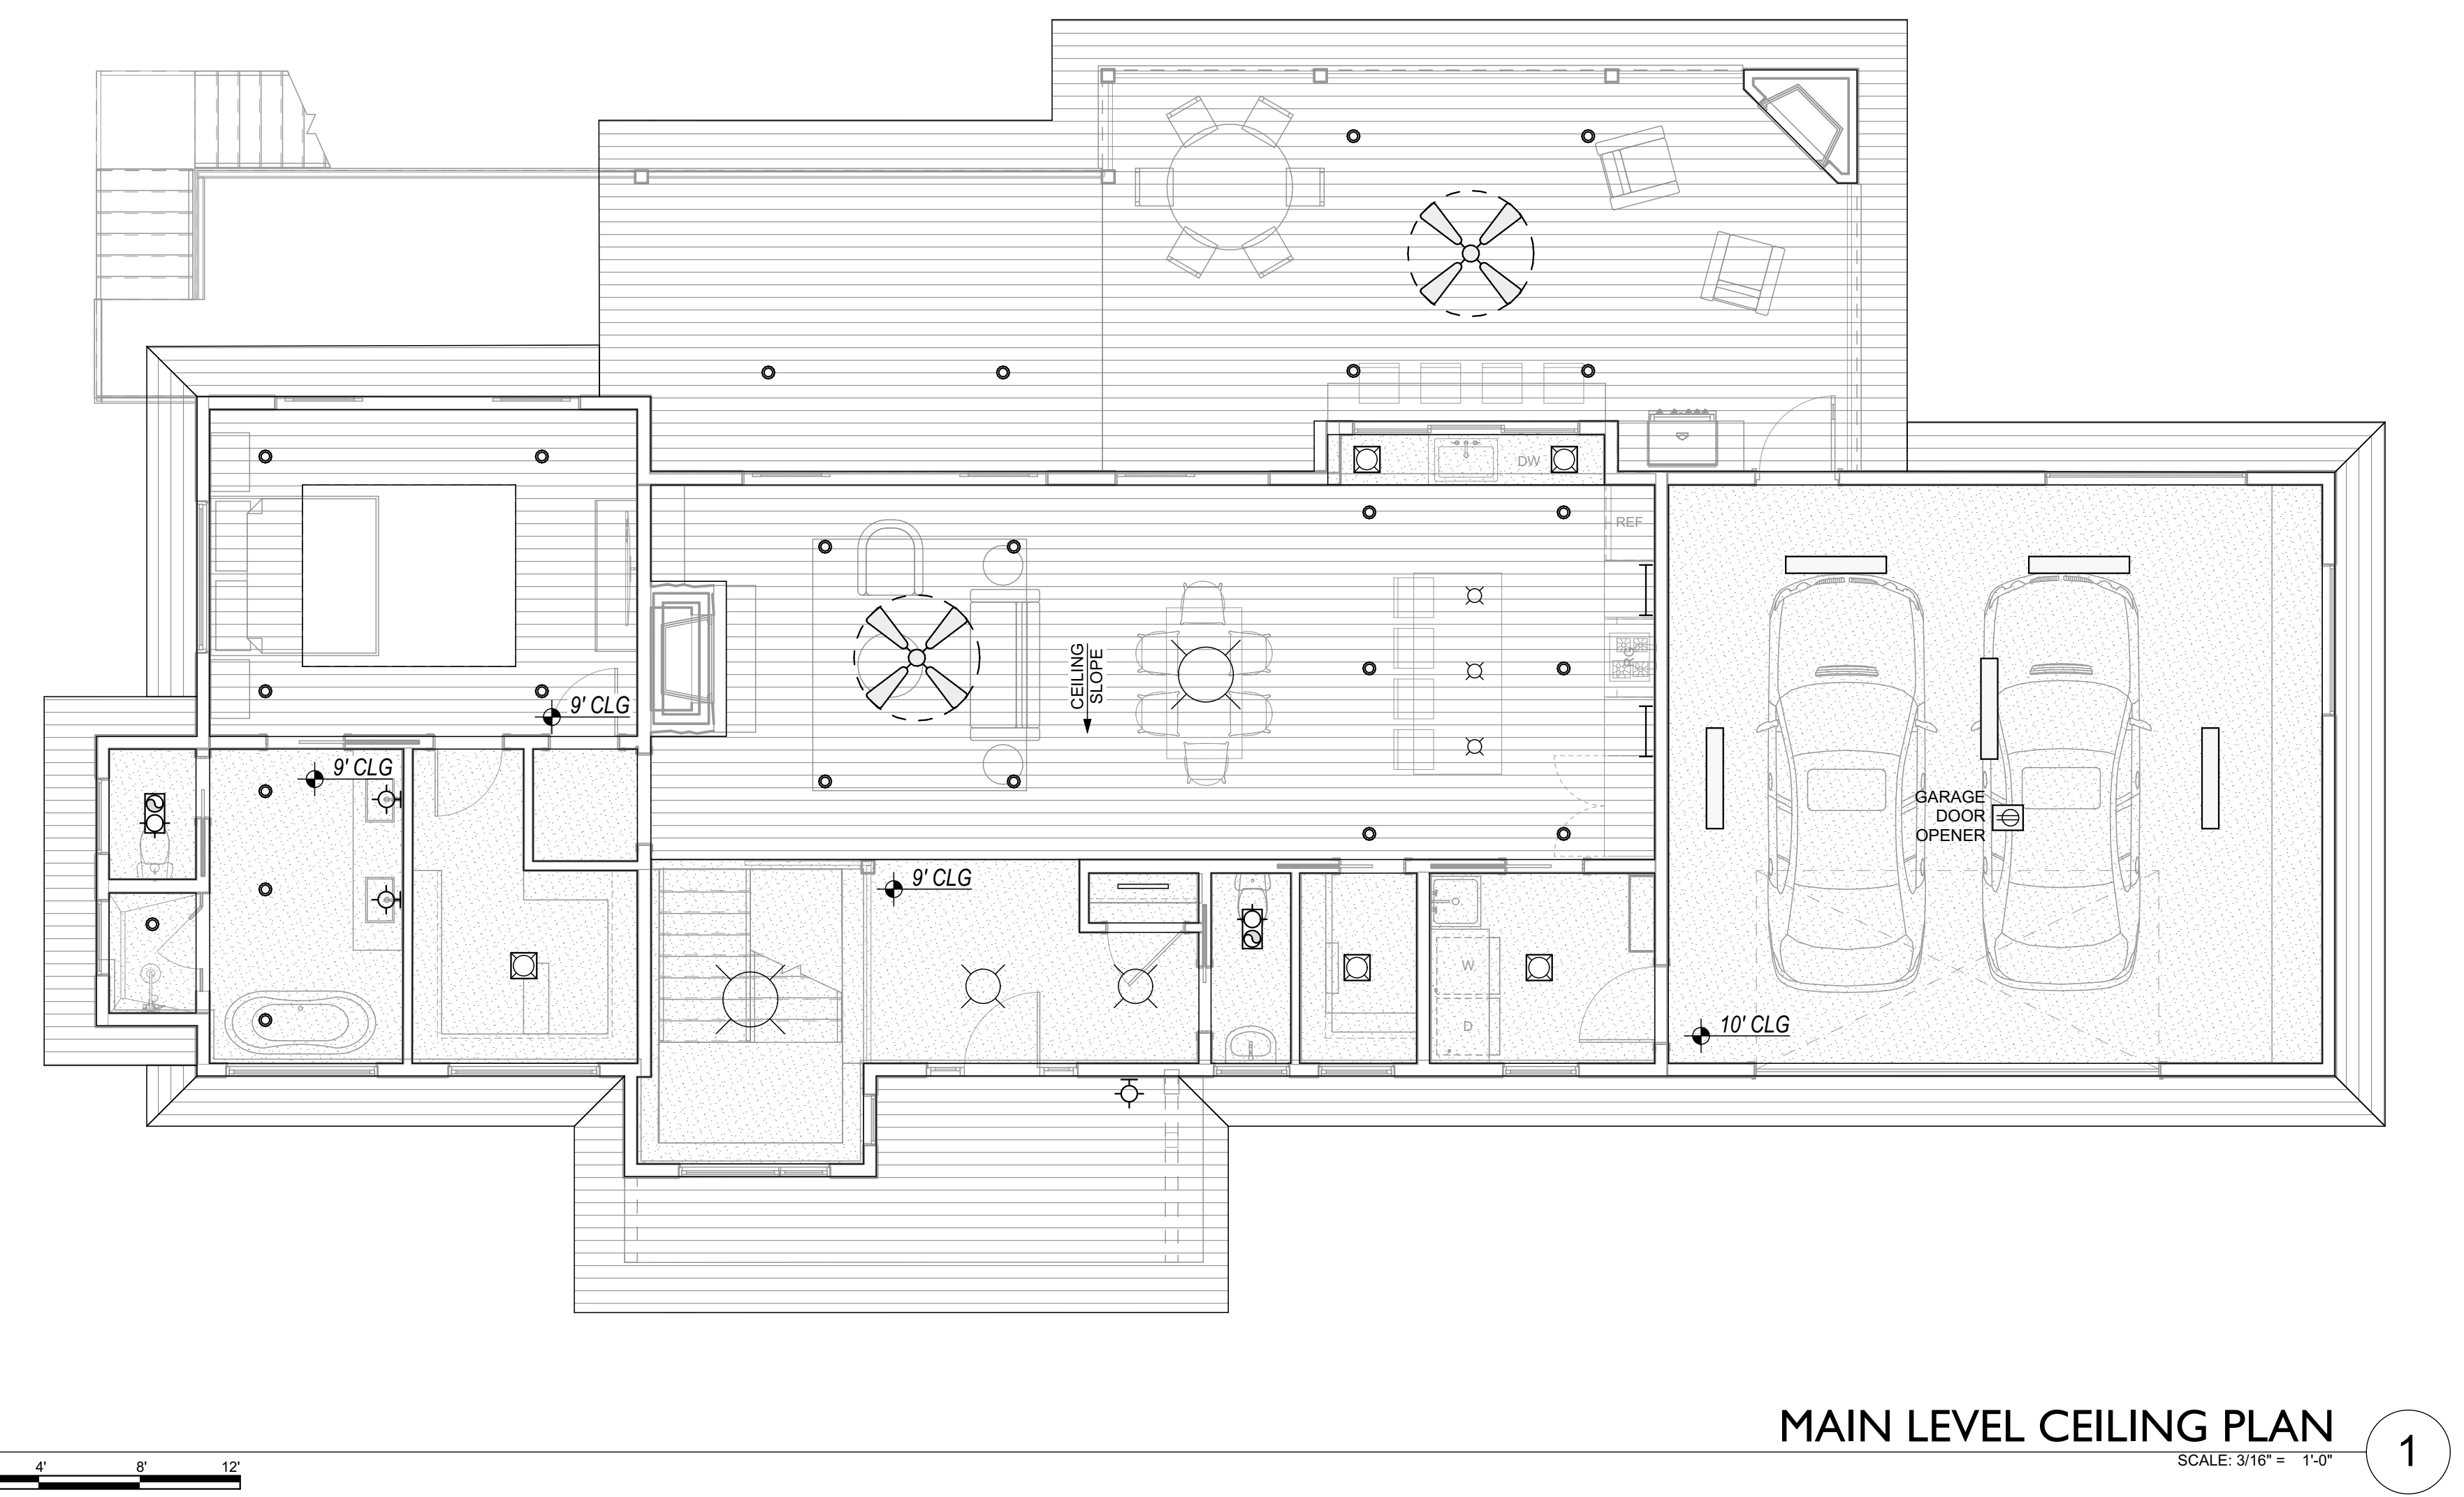 DW
REF
CEILING
SLOPE
RG
9' CLG
9' CLG
GARAGE
DOOR
OPENER
9' CLG
W
D
10' CLG
MAIN LEVEL CEILING PLAN
SCALE: 3/16" = 1'-0"
1
4' 8' 12'